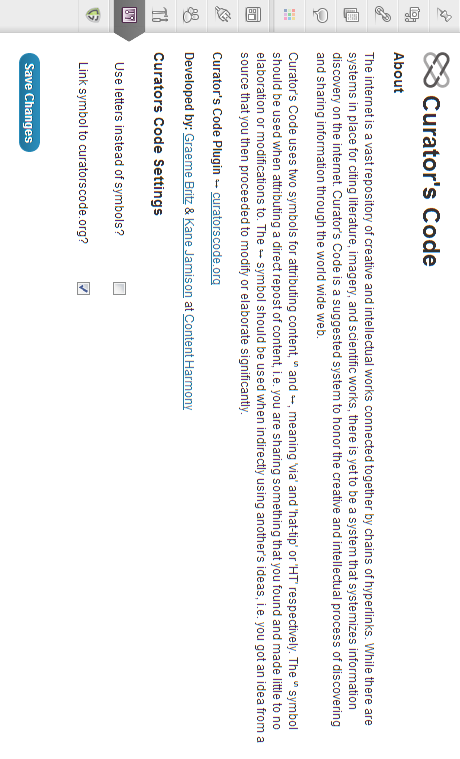 Curator's Code
About
The internet is a vast repository of creative and intellectual works connected together by chains of hyperlinks. While there are
systems in place for citing literature, imagery, and scientific works, there is yet to be a system that systemizes information
discovery on the internet. Curator's Code is a suggested system to honor the creative and intellectual process of discovering
and sharing information through the world wide web.
Curator's Code uses two symbols for attributing content, ᔥ and ↬, meaning 'via' and 'hat-tip' or 'HT' respectively. The ᔥ symbol
should be used when attributing a direct repost of content, i.e. you are sharing something that you found and made little to no
elaboration or modifications to. The ↬ symbol should be used when indirectly using another's ideas, i.e. you got an idea from a
source that you then proceeded to modify or elaborate significantly.
Curator's Code Plugin ↬ curatorscode.org
Developed by: Graeme Britz & Kane Jamison at Content Harmony
Curators Code Settings
Use letters instead of symbols?
Link symbol to curatorscode.org?
Save Changes